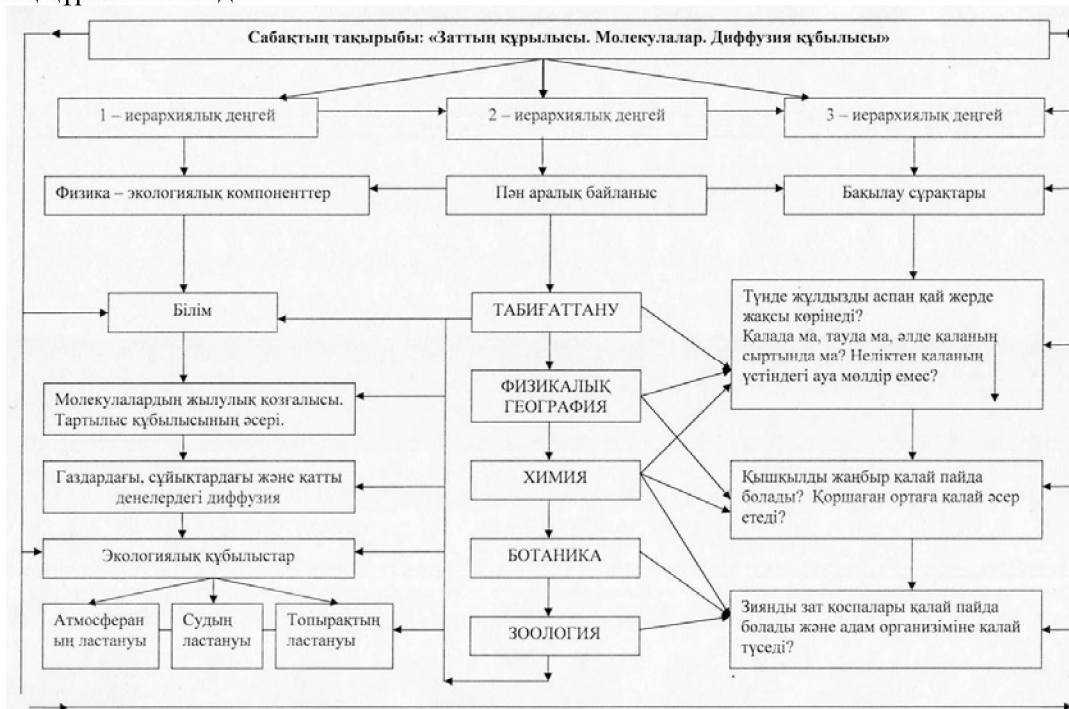 Сабақтың тақырыбы: «Заттың құрылысы. Молекулалар. Диффузия құбылысы»
1 – иерархиялық деңгей
2 – иерархиялық деңгей
3 – иерархиялық деңгей
Физика – экологиялық компоненттер
Пән аралық байланыс
Бақылау сұрақтары
Білім
Молекулалардың жылулық қозғалысы.
Тартылыс құбылысының әсері.
Газдардағы, сұйықтардағы және қатты
денелердегі диффузия
Экологиялық құбылыстар
Атмосферан
ың ластануы
Судың
ластануы
Топырақтың
ластануы
ТАБИҒАТТАНУ
ФИЗИКАЛЫҚ
ГЕОГРАФИЯ
ХИМИЯ
БОТАНИКА
ЗООЛОГИЯ
Түнде жұлдызды аспан қай жерде
жақсы көрінеді?
Қалада ма, тауда ма, әлде қаланың
сыртында ма? Неліктен қаланың
үстіндегі ауа мөлдір емес?
Қышқылды жаңбыр қалай пайда
болады? Қоршаған ортаға қалай әсер
етеді?
Зиянды зат қоспалары қалай пайда
болады және адам организіміне қалай
түседі?